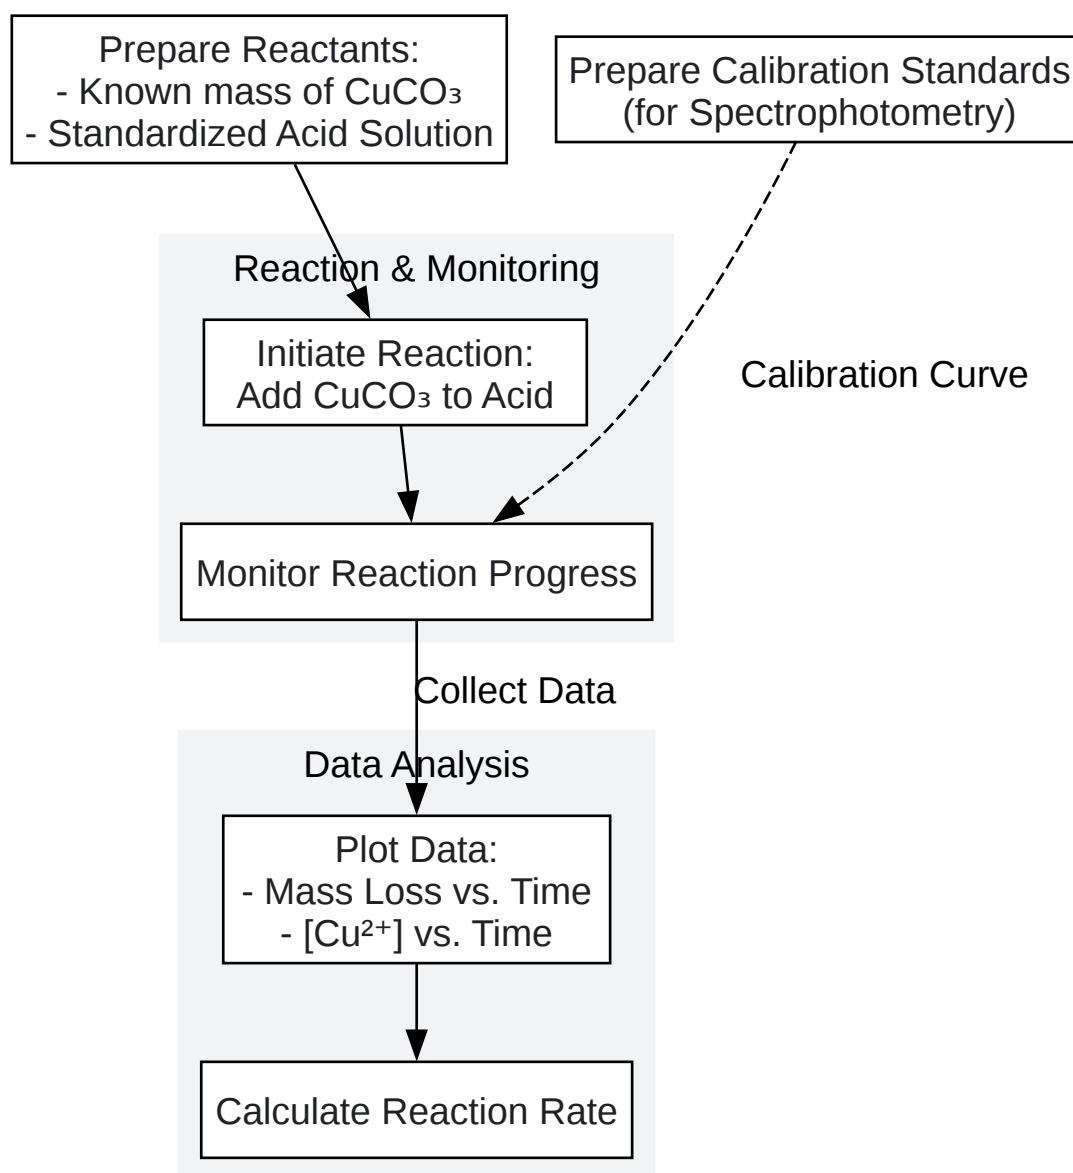 Prepare Reactants:
- Known mass of CuCO₃
- Standardized Acid Solution
Prepare Calibration Standards
(for Spectrophotometry)
Reaction & Monitoring
Initiate Reaction:
Add CuCO₃ to Acid
Calibration Curve
Monitor Reaction Progress
Collect Data
Data Analysis
Plot Data:
- Mass Loss vs. Time
- [Cu²⁺] vs. Time
Calculate Reaction Rate